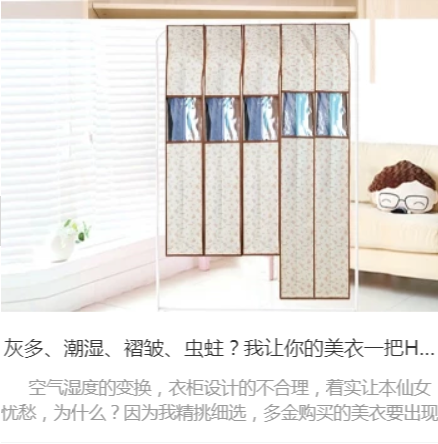 灰多、潮湿、褶皱、虫蛀？我让你的美衣一把H...
空气湿度的变换，衣柜设计的不合理，着实让本仙女
忧愁，为什么？因为我精挑细选，多金购买的美衣要出现